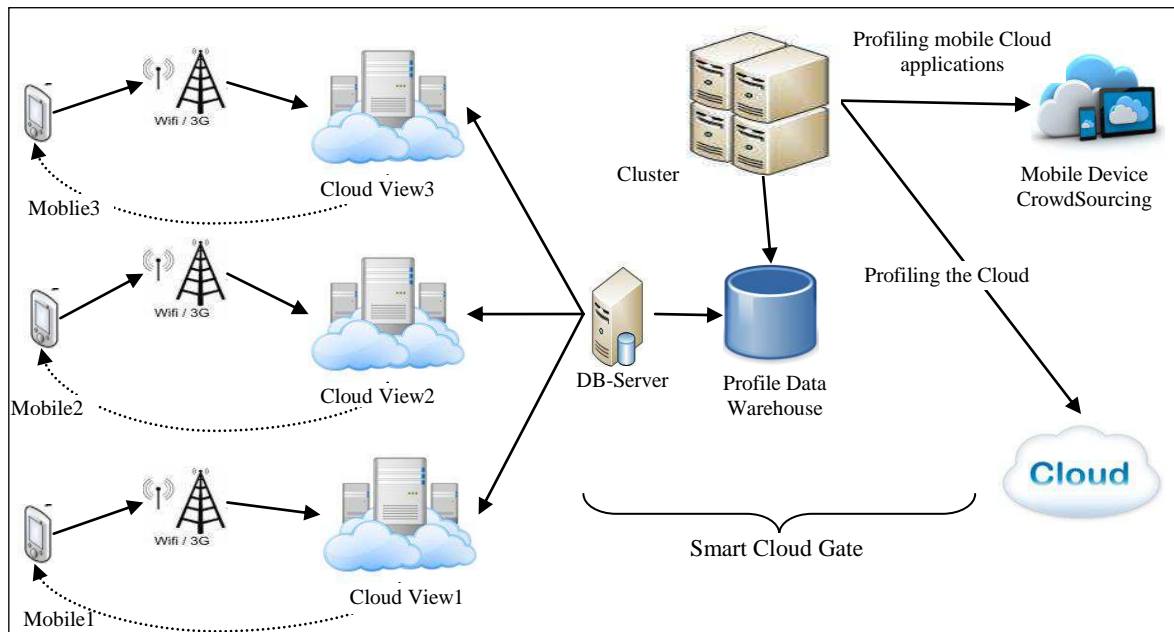 Wifi / 3G
Cloud View3
Moblie3
Wifi / 3G
Cloud View2
Mobile2
Wifi / 3G
Cloud View1
Mobile1
Cluster
Profiling mobile Cloud
applications
Mobile Device
CrowdSourcing
Profiling the Cloud
DB-Server
Profile Data
Warehouse
Cloud
Smart Cloud Gate